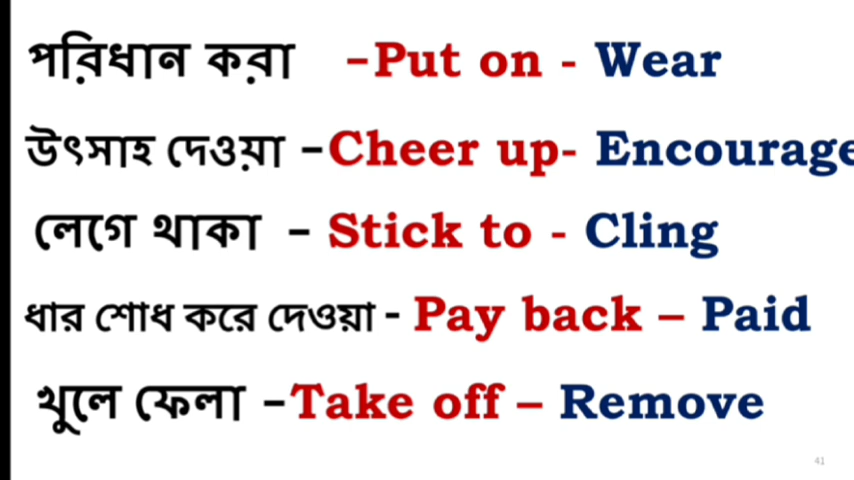 পরিধান করা –Put on - Wear
উৎসাহ দেওয়া –Cheer up- Encourage
লেগে থাকা – Stick to - Cling
ধার শোধ করে দেওয়া - Pay back – Paid
খুলে ফেলা –Take off – Remove
41